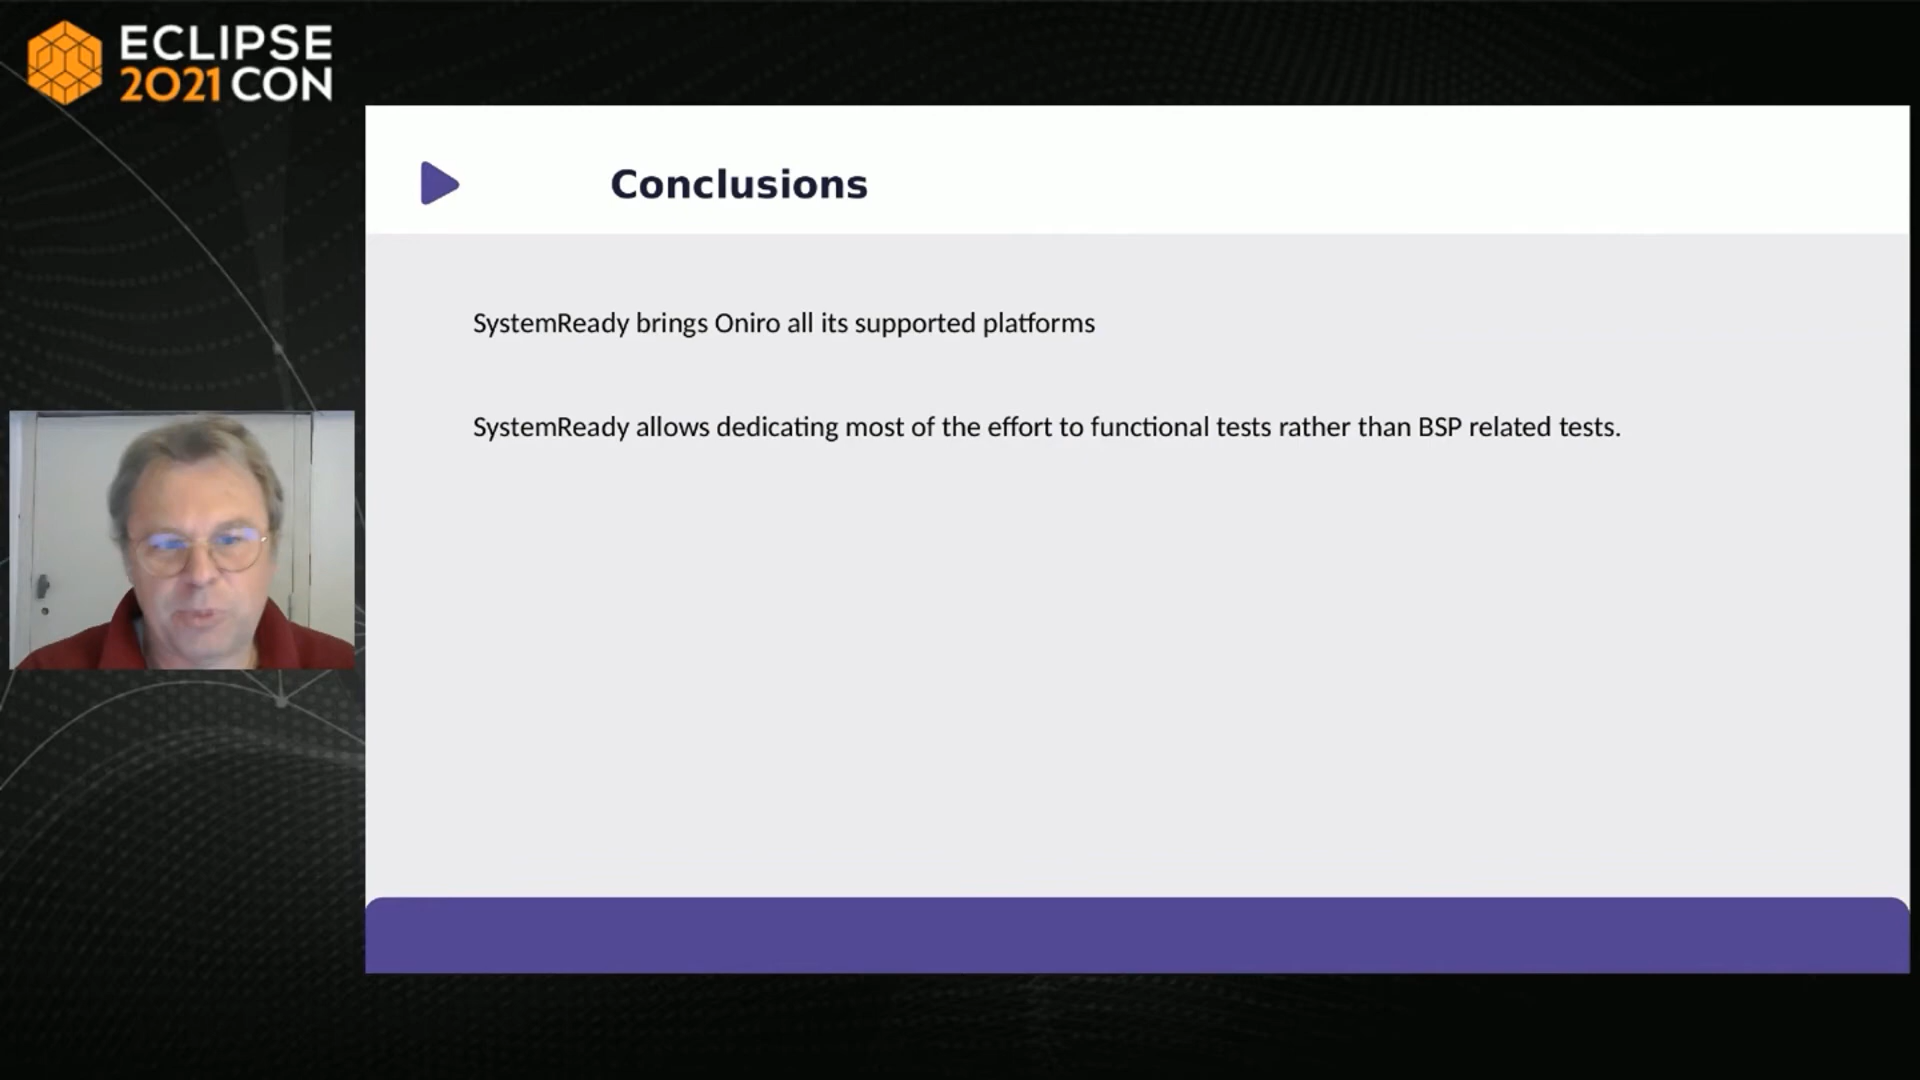 ECLIPSE
2021 CON
Conclusions
SystemReady brings Oniro all its supported platforms
SystemReady allows dedicating most of the effort to functional tests rather than BSP related tests.